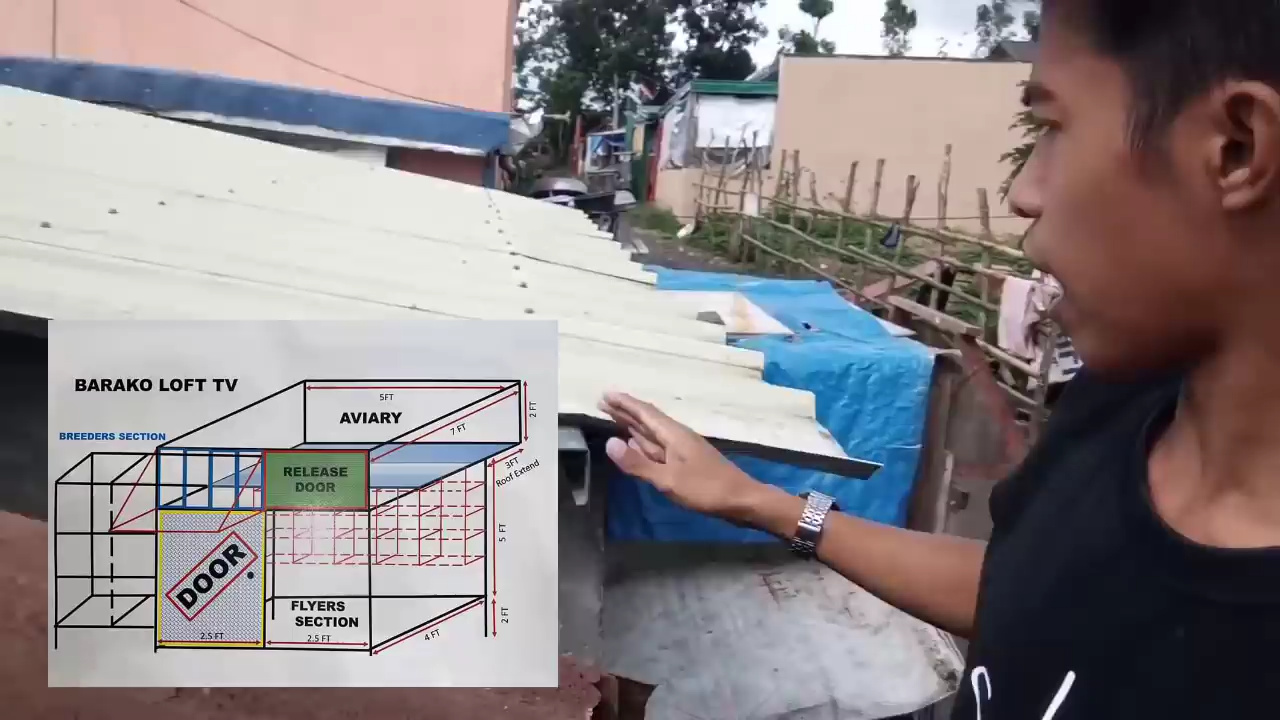 BARAKO LOFT TV
5FT
AVIARY
2 FT
7 FT
BREEDERS SECTION
RELEASE
DOOR
3FT
Roof Extend
5 FT
DOOR
FLYERS
SECTION
2 FT
2.5 FT
2.5 FT
4 FT